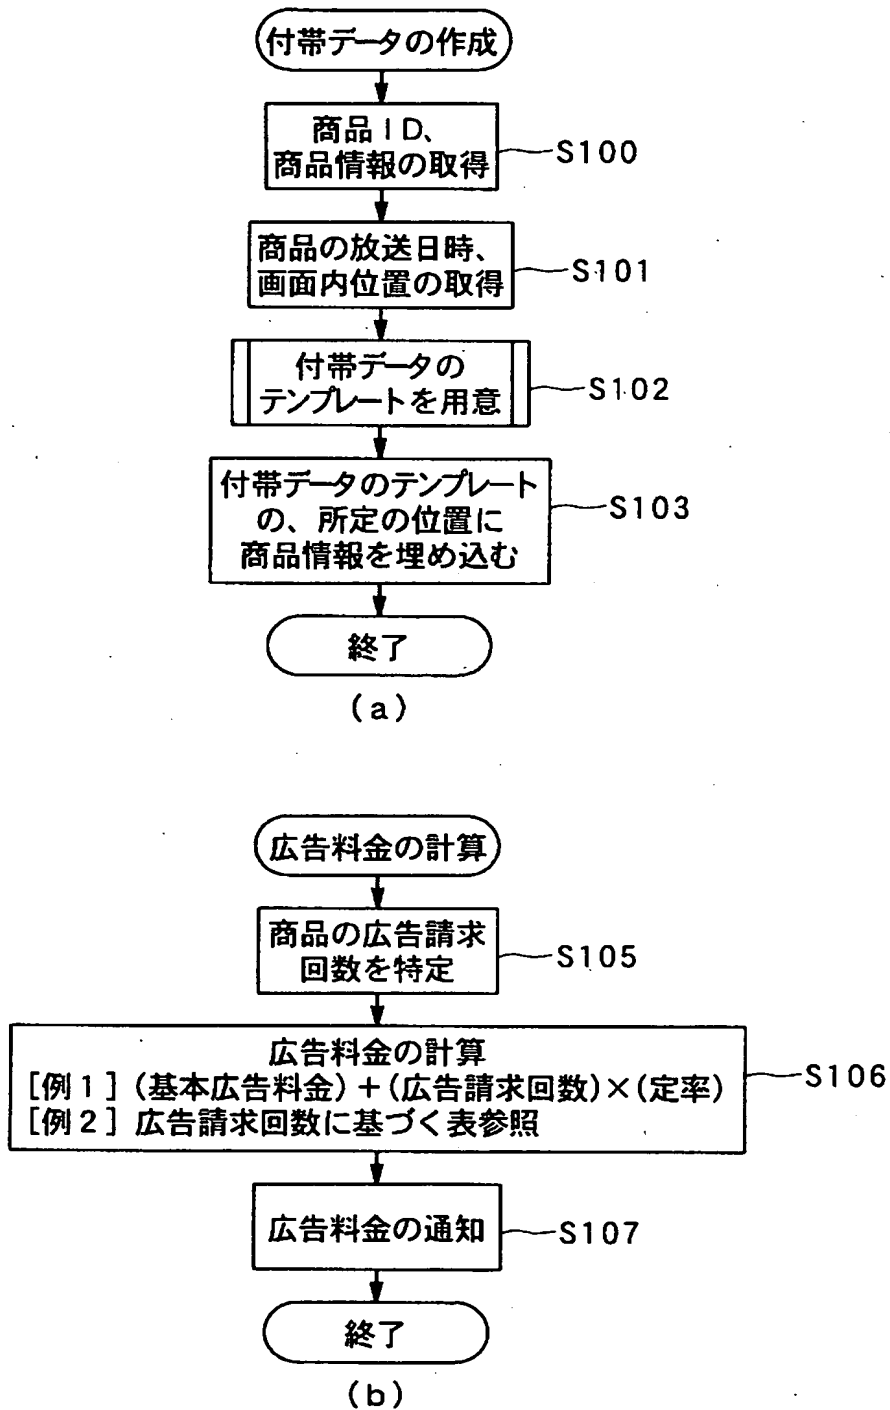 付帯データの作成
商品ID、
商品情報の取得
S100
商品の放送日時、
画面内位置の取得
S101
付帯データの
テンプレートを用意
S102
付帯データのテンプレート
の、所定の位置に
商品情報を埋め込む
S103
終了
(a)
広告料金の計算
商品の広告請求
回数を特定
S105
広告料金の計算
[例1](基本広告料金)+(広告請求回数)×(定率)
[例2]広告請求回数に基づく表参照
S106
広告料金の通知
S107
終了
(b)